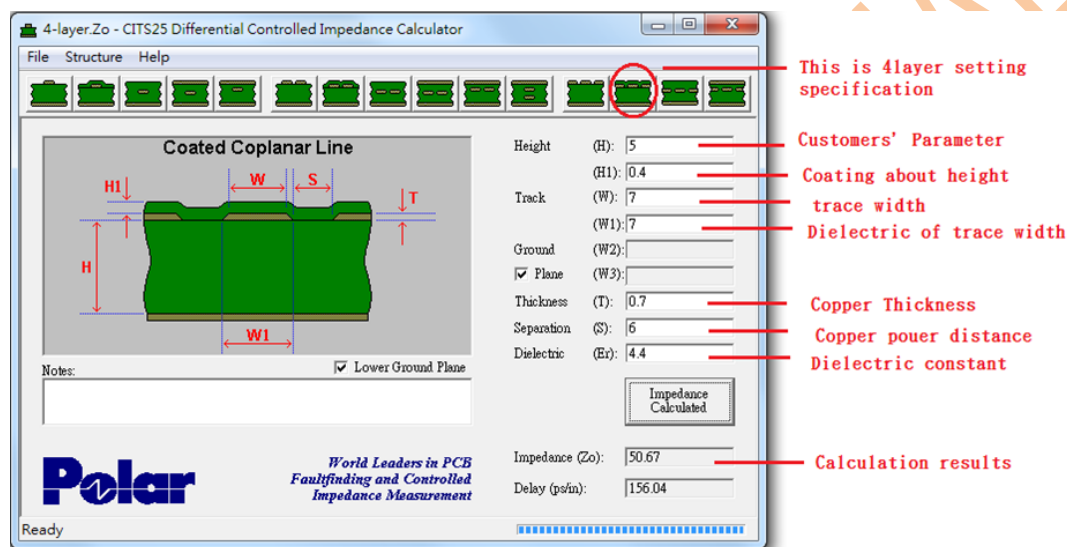 4-layer.Zo - CITS25 Differential Controlled Impedance Calculator
File Structure Help
This is 4layer setting
specification
Coated Coplanar Line
H1
W
S
T
H
W1
Height (H): 5
Customers' Parameter
(H1): 0.4
Coating about height
Track (W): 7
trace width
(W1): 7
Dielectric of trace width
Ground (W2):
Plane (W3):
Thickness (T): 0.7
Copper Thickness
Separation (S): 6
Copper pouer distance
Dielectric (Er): 4.4
Dielectric constant
Notes:
Lower Ground Plane
Impedance
Calculated
Polar
World Leaders in PCB
Faultfinding and Controlled
Impedance Measurement
Impedance (Zo): 50.67
Calculation results
Delay (ps/in): 156.04
Ready